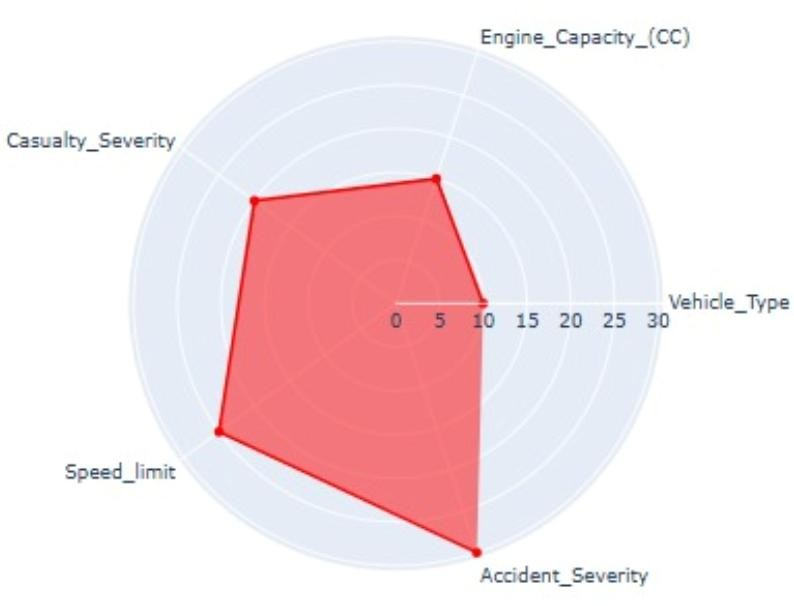 Engine_Capacity_(CC)
Casualty_Severity
Vehicle_Type
0 5 10 15 20 25 30
Speed_limit
Accident_Severity